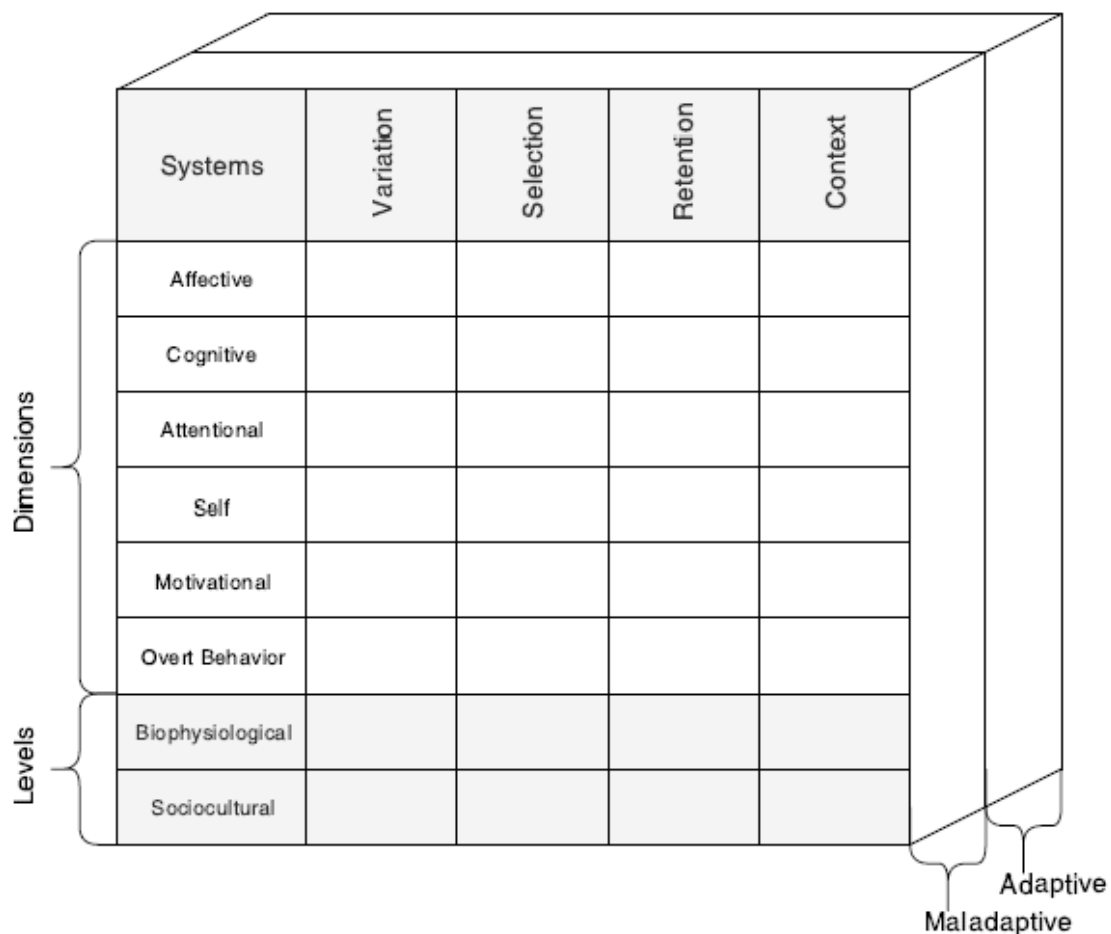 Systems
Variation
Selection
Retention
Context
Dimensions
Affective
Cognitive
Attentional
Self
Motivational
Overt Behavior
Levels
Biophysiological
Sociocultural
Adaptive
Maladaptive